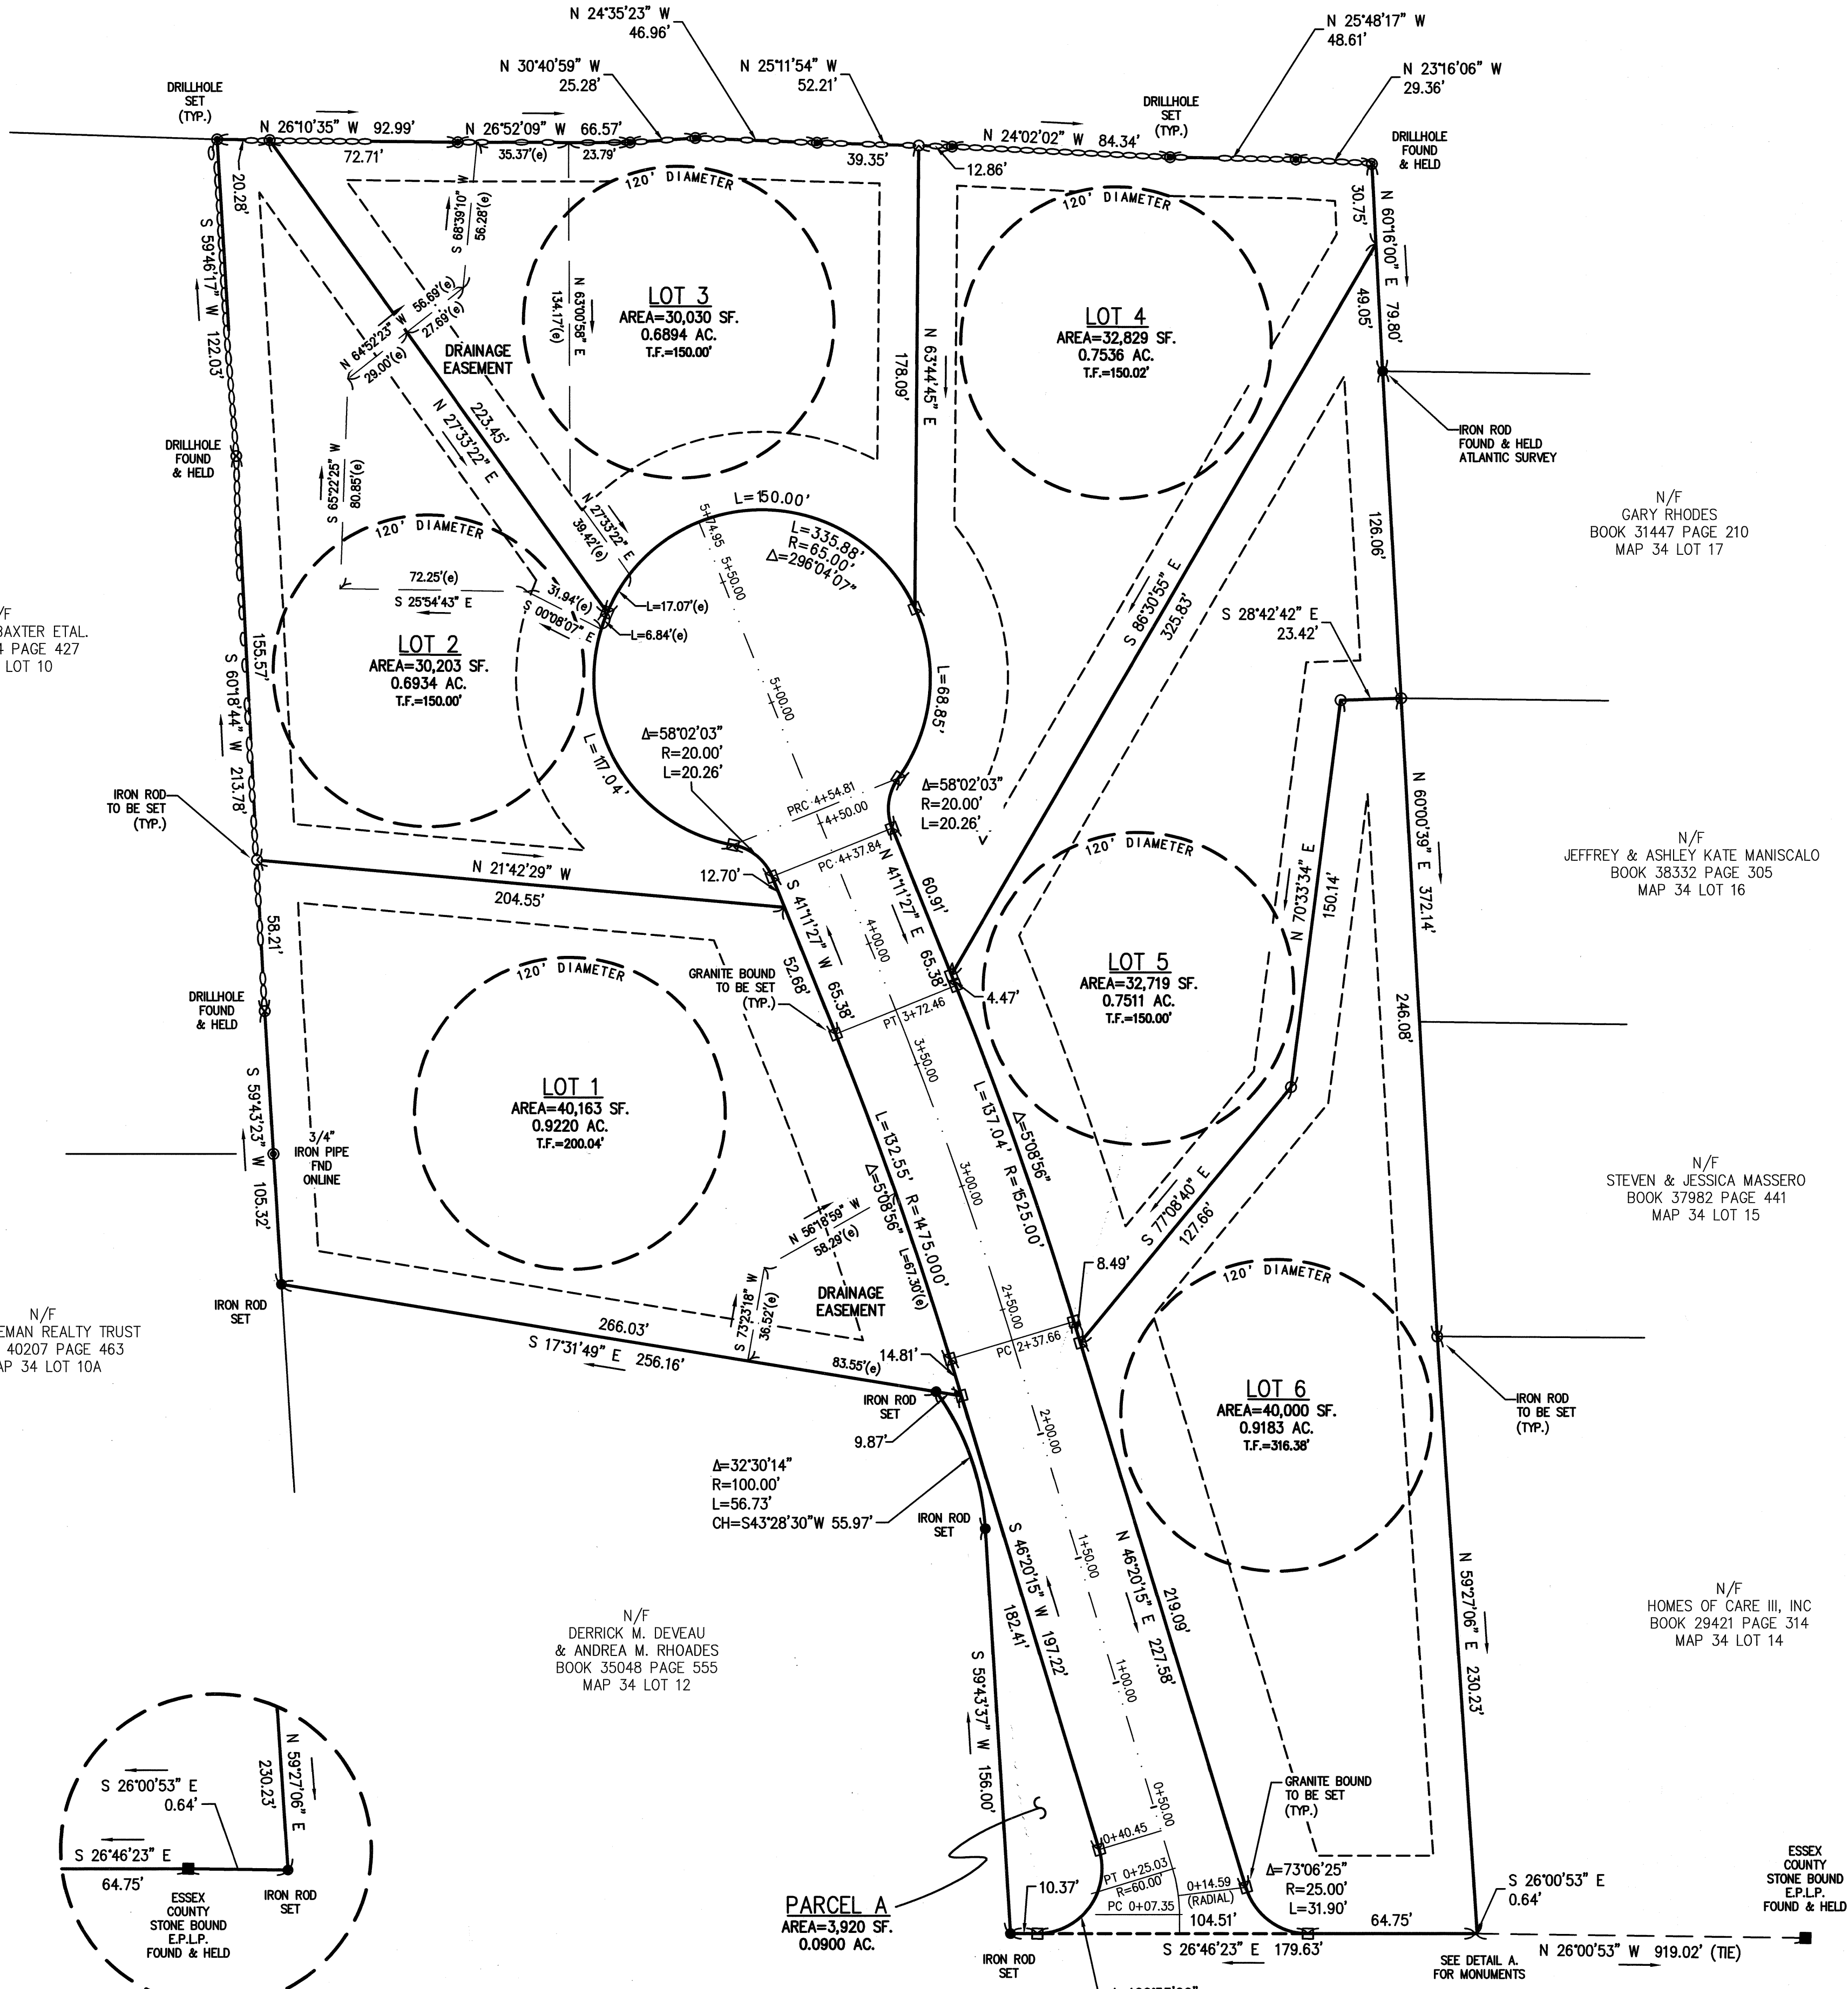 N 24°35'23" W
46.96'
N 25°48'17" W
48.61'
N 30°40'59" W
25.28'
N 25°11'54" W
52.21'
N 23°16'06" W
29.36'
DRILLHOLE
SET
(TYP.)
DRILLHOLE
SET
(TYP.)
DRILLHOLE
FOUND
& HELD
N 26°10'35" W 92.99'
N 26°52'09" W 66.57'
N 24°02'02" W 84.34'
72.71'
35.37'(e)
23.79'
39.35'
12.86'
20.28'
S 59°46'17" W 122.03'
120' DIAMETER
LOT 3
AREA=30,030 SF.
0.6894 AC.
T.F.=150.00'
120' DIAMETER
LOT 4
AREA=32,829 SF.
0.7536 AC.
T.F.=150.02'
30.75'
N 60°16'00" E 79.80'
49.05'
S 68°39'10" W
56.28'(e)
N 63°00'58" E
134.17'(e)
N 64°52'23" W 56.69'(e)
29.00'(e)
27.69'(e)
DRAINAGE
EASEMENT
N 63°44'45" E
178.09'
223.45'
N 27°33'22" E
IRON ROD
FOUND & HELD
ATLANTIC SURVEY
DRILLHOLE
FOUND
& HELD
S 65°22'25" W
80.85'(e)
N/F
GARY RHODES
BOOK 31447 PAGE 210
MAP 34 LOT 17
126.06'
L=150.00'
L=335.88'
R=65.00'
Δ=296°04'07"
N 27°33'22" E
39.42'(e)
5+74.95
5+50.00
S 86°30'55" E
325.83'
120' DIAMETER
72.25'(e)
S 25°54'43" E
31.94'(e)
S 00°08'07" E
L=17.07'(e)
L=6.84'(e)
S 28°42'42" E
23.42'
/F
BAXTER ETAL.
4 PAGE 427
LOT 10
LOT 2
AREA=30,203 SF.
0.6934 AC.
T.F.=150.00'
155.57'
S 60°18'44" W 213.78'
5+00.00
L=68.85'
L=117.04'
Δ=58°02'03"
R=20.00'
L=20.26'
Δ=58°02'03"
R=20.00'
L=20.26'
PRC 4+54.81
4+50.00
PC 4+37.84
IRON ROD
TO BE SET
(TYP.)
N 60°00'39" E 372.14'
N/F
JEFFREY & ASHLEY KATE MANISCALO
BOOK 38332 PAGE 305
MAP 34 LOT 16
N 21°42'29" W
204.55'
12.70'
N 41°11'27" E 65.38'
60.91'
120' DIAMETER
N 70°33'34" E
150.14'
58.21'
S 41°11'27" W 65.38'
52.68'
4+00.00
LOT 5
AREA=32,719 SF.
0.7511 AC.
T.F.=150.00'
120' DIAMETER
GRANITE BOUND
TO BE SET
(TYP.)
4.47'
PT 3+72.46
DRILLHOLE
FOUND
& HELD
246.08'
3+50.00
S 59°43'23" W 105.32'
LOT 1
AREA=40,163 SF.
0.9220 AC.
T.F.=200.04'
3/4"
IRON PIPE
FND
ONLINE
L=132.55' R=1475.000'
Δ=5°08'56" L=67.30'(e)
L=137.04' R=1525.00'
Δ=5°08'56"
3+00.00
S 77°08'40" E
127.66'
N/F
STEVEN & JESSICA MASSERO
BOOK 37982 PAGE 441
MAP 34 LOT 15
N 56°18'59" W
58.29'(e)
8.49'
120' DIAMETER
DRAINAGE
EASEMENT
S 73°23'18" W
36.52'(e)
2+50.00
IRON ROD
SET
266.03'
S 17°31'49" E 256.16'
83.55'(e)
14.81'
PC 2+37.66
N/F
EMAN REALTY TRUST
40207 PAGE 463
AP 34 LOT 10A
IRON ROD
SET
9.87'
LOT 6
AREA=40,000 SF.
0.9183 AC.
T.F.=316.38'
IRON ROD
TO BE SET
(TYP.)
2+00.00
Δ=32°30'14"
R=100.00'
L=56.73'
CH=S43°28'30"W 55.97'
IRON ROD
SET
1+50.00
S 46°20'15" W 197.22'
182.41'
N 46°20'15" E 227.58'
219.09'
N 59°27'06" E 230.23'
N/F
DERRICK M. DEVEAU
& ANDREA M. RHOADES
BOOK 35048 PAGE 555
MAP 34 LOT 12
N/F
HOMES OF CARE III, INC
BOOK 29421 PAGE 314
MAP 34 LOT 14
S 59°43'37" W 156.00'
1+00.00
N 59°27'06" E
230.23'
S 26°00'53" E
0.64'
S 26°46'23" E
64.75'
ESSEX
COUNTY
STONE BOUND
E.P.L.P.
FOUND & HELD
IRON ROD
SET
GRANITE BOUND
TO BE SET
(TYP.)
0+50.00
0+40.45
PT 0+25.03
R=60.00'
PC 0+07.35
0+14.59
(RADIAL)
Δ=73°06'25"
R=25.00'
L=31.90'
PARCEL A
AREA=3,920 SF.
0.0900 AC.
10.37'
104.51'
64.75'
S 26°00'53" E
0.64'
ESSEX
COUNTY
STONE BOUND
E.P.L.P.
FOUND & HELD
IRON ROD
SET
S 26°46'23" E 179.63'
SEE DETAIL A.
FOR MONUMENTS
N 26°00'53" W 919.02' (TIE)